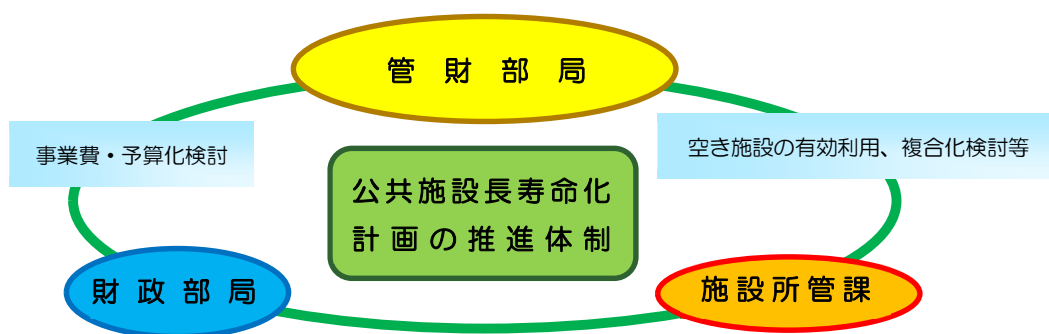 管財部局
事業費・予算化検討
空き施設の有効利用、複合化検討等
公共施設長寿命化
計画の推進体制
財政部局
施設所管課